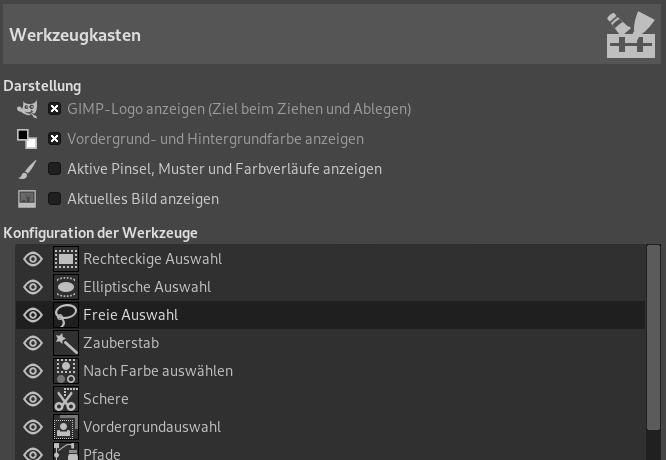 Werkzeugkasten
Darstellung
GIMP-Logo anzeigen (Ziel beim Ziehen und Ablegen)
Vordergrund- und Hintergrundfarbe anzeigen
Aktive Pinsel, Muster und Farbverläufe anzeigen
Aktuelles Bild anzeigen
Konfiguration der Werkzeuge
Rechteckige Auswahl
Elliptische Auswahl
Freie Auswahl
Zauberstab
Nach Farbe auswählen
Schere
Vordergrundauswahl
Pfade